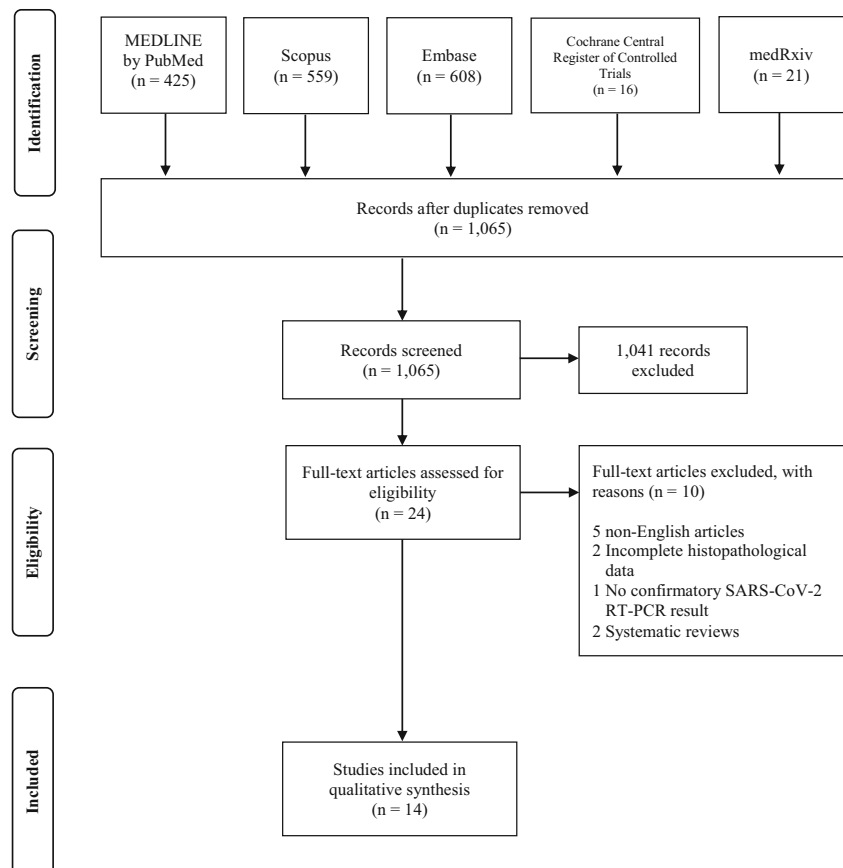 Identification
MEDLINE
by PubMed
(n = 425)
Scopus
(n = 559)
Embase
(n = 608)
Cochrane Central
Register of Controlled
Trials
(n = 16)
medRxiv
(n = 21)
Records after duplicates removed
(n = 1,065)
Screening
Records screened
(n = 1,065)
1,041 records
excluded
Eligibility
Full-text articles assessed for
eligibility
(n = 24)
Full-text articles excluded, with
reasons (n = 10)
5 non-English articles
2 Incomplete histopathological
data
1 No confirmatory SARS-CoV-2
RT-PCR result
2 Systematic reviews
Included
Studies included in
qualitative synthesis
(n = 14)